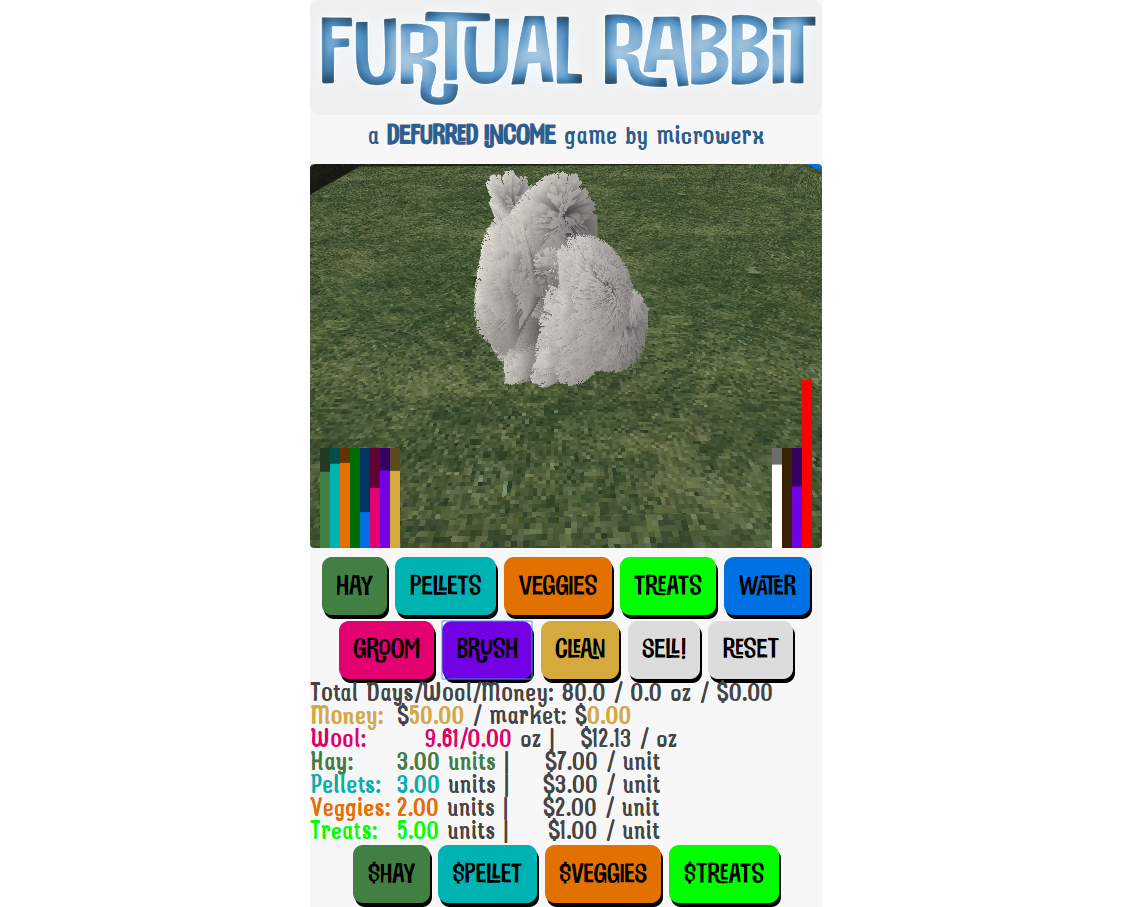 FURTUAL RABBIT
a DEFURRED INCOME game by microwerx
HAY PELLETS VEGGIES TREATS WATER
GROOM BRUSH CLEAN SELL! RESET
Total Days/Wool/Money: 80.0 / 0.0 oz / $0.00
Money: $50.00 / market: $0.00
Wool: 9.61/0.00 oz | $12.13 / oz
Hay: 3.00 units | $7.00 / unit
Pellets: 3.00 units | $3.00 / unit
Veggies: 2.00 units | $2.00 / unit
Treats: 5.00 units | $1.00 / unit
$HAY $PELLET $VEGGIES $TREATS